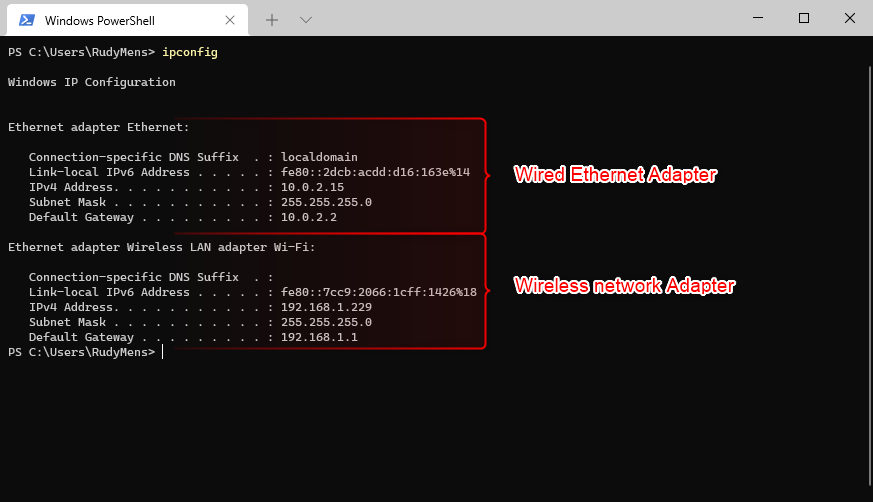 Windows PowerShell
PS C:\Users\RudyMens> ipconfig
Windows IP Configuration
Ethernet adapter Ethernet:
Connection-specific DNS Suffix  . : localdomain
Link-local IPv6 Address . . . . . : fe80::2dcb:acdd:d16:163e%14
IPv4 Address. . . . . . . . . . . : 10.0.2.15
Subnet Mask . . . . . . . . . . . : 255.255.255.0
Default Gateway . . . . . . . . . : 10.0.2.2
Wired Ethernet Adapter
Ethernet adapter Wireless LAN adapter Wi-Fi:
Connection-specific DNS Suffix  . :
Link-local IPv6 Address . . . . . : fe80::7cc9:2066:1cff:1426%18
IPv4 Address. . . . . . . . . . . : 192.168.1.229
Subnet Mask . . . . . . . . . . . : 255.255.255.0
Default Gateway . . . . . . . . . : 192.168.1.1
Wireless network Adapter
PS C:\Users\RudyMens>